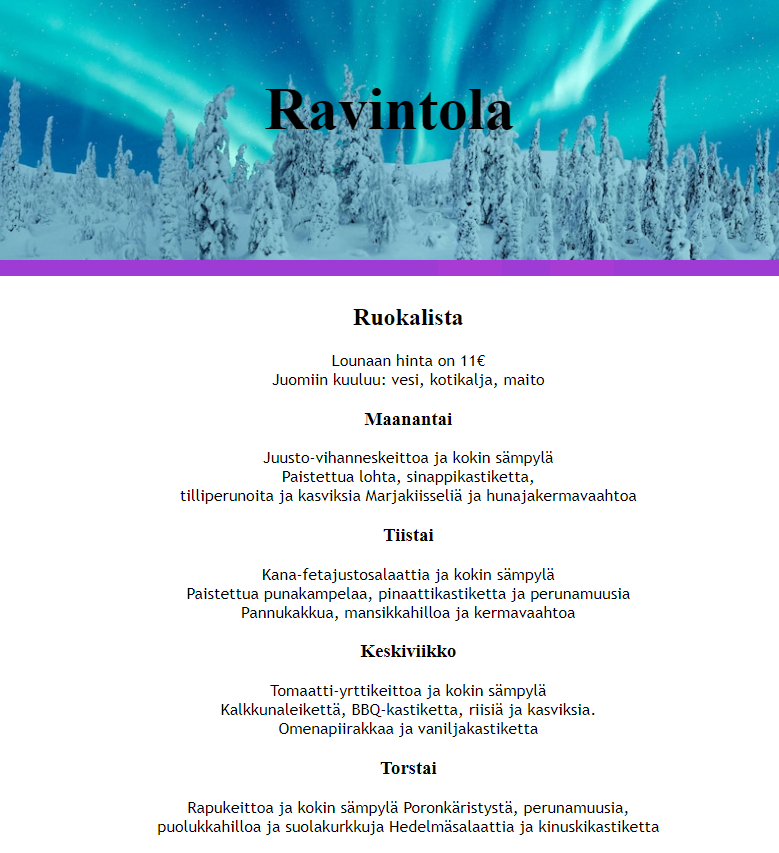 Ravintola
Ruokalista
Lounaan hinta on 11€
Juomiin kuuluu: vesi, kotikalja, maito
Maanantai
Juusto-vihanneskeittoa ja kokin sämpylä
Paistettua lohta, sinappikastiketta,
tilliperunoita ja kasviksia Marjakiisseliä ja hunajakermavaahtoa
Tiistai
Kana-fetajustosalaattia ja kokin sämpylä
Paistettua punakampelaa, pinaattikastiketta ja perunamuusia
Pannukakkua, mansikkahilloa ja kermavaahtoa
Keskiviikko
Tomaatti-yrttikeittoa ja kokin sämpylä
Kalkkunaleikettä, BBQ-kastiketta, riisiä ja kasviksia.
Omenapiirakkaa ja vaniljakastiketta
Torstai
Rapukeittoa ja kokin sämpylä Poronkäristystä, perunamuusia,
puolukkahilloa ja suolakurkkuja Hedelmäsalaattia ja kinuskikastiketta